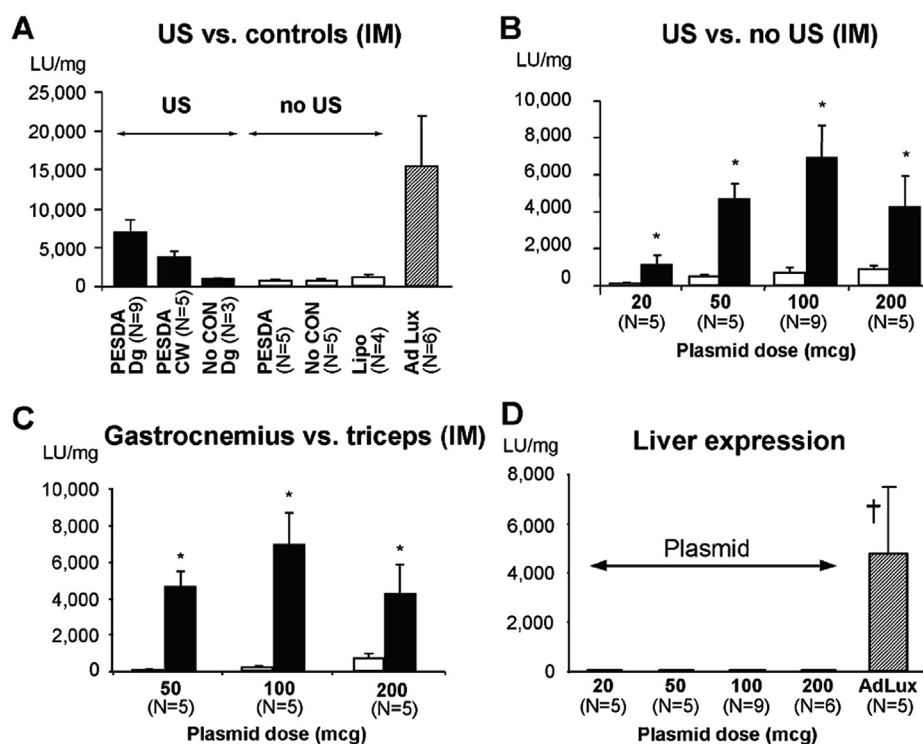 A US vs. controls (IM)
LU/mg
25,000
20,000
15,000
10,000
5,000
0
US no US
PESDA
Dg (N=9)
PESDA
CW (N=5)
No CON
Dg (N=3)
PESDA
(N=5)
No CON
(N=5)
Lipo
(N=4)
Ad Lux
(N=6)
B US vs. no US (IM)
LU/mg
10,000
8,000
6,000
4,000
2,000
0
* * * *
20 50 100 200
(N=5) (N=5) (N=9) (N=5)
Plasmid dose (mcg)
C Gastrocnemius vs. triceps (IM)
LU/mg
10,000
8,000
6,000
4,000
2,000
0
* * *
50 100 200
(N=5) (N=5) (N=5)
Plasmid dose (mcg)
D Liver expression
LU/mg
8,000
6,000
4,000
2,000
0
Plasmid
†
20 50 100 200 AdLux
(N=5) (N=5) (N=9) (N=6) (N=5)
Plasmid dose (mcg)